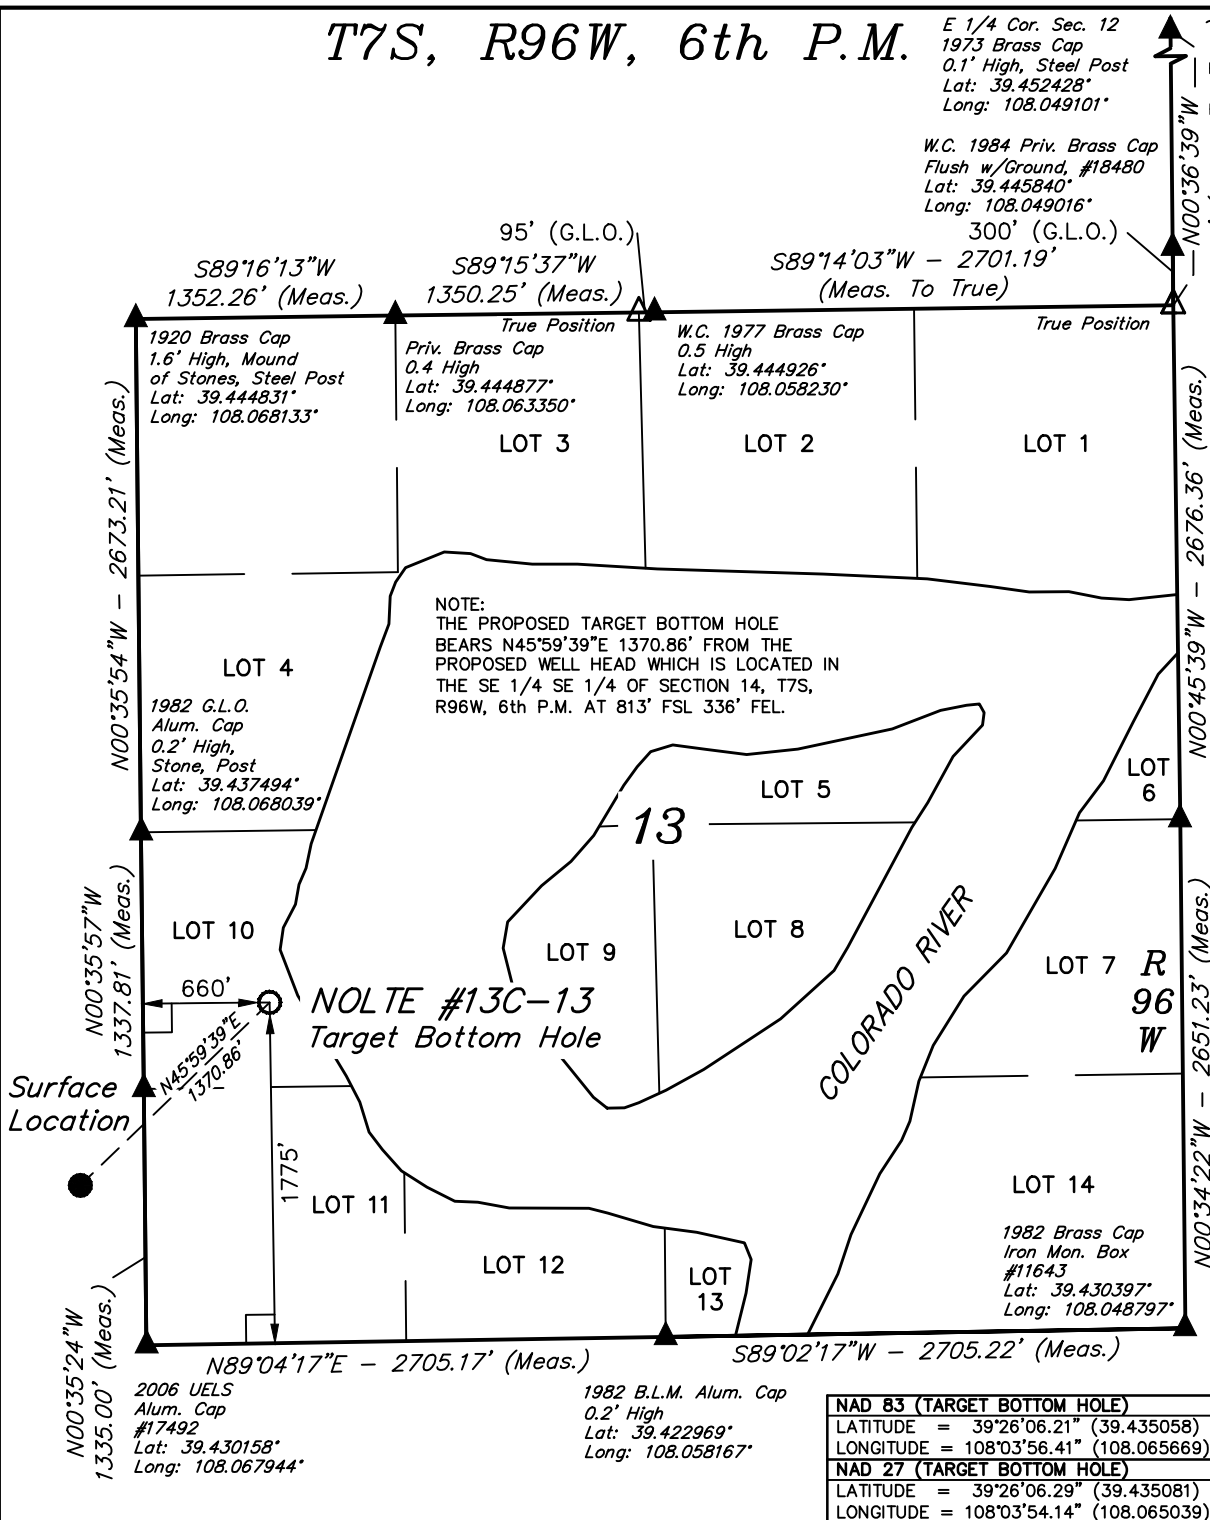 T7S, R96W, 6th P.M.
E 1/4 Cor. Sec. 12
1973 Brass Cap
0.1' High, Steel Post
Lat: 39.452428°
Long: 108.049101°
W.C. 1984 Priv. Brass Cap
Flush w/Ground, #18480
Lat: 39.445840°
Long: 108.049016°
N00°36'39"W
95' (G.L.O.)
300' (G.L.O.)
S89°16'13"W
1352.26' (Meas.)
S89°15'37"W
1350.25' (Meas.)
S89°14'03"W – 2701.19'
(Meas. To True)
True Position
True Position
1920 Brass Cap
1.6' High, Mound
of Stones, Steel Post
Lat: 39.444831°
Long: 108.068133°
Priv. Brass Cap
0.4 High
Lat: 39.444877°
Long: 108.063350°
W.C. 1977 Brass Cap
0.5 High
Lat: 39.444926°
Long: 108.058230°
N00°35'54"W – 2673.21' (Meas.)
N00°45'39"W – 2676.36' (Meas.)
LOT 3
LOT 2
LOT 1
NOTE:
THE PROPOSED TARGET BOTTOM HOLE
BEARS N45°59'39"E 1370.86' FROM THE
PROPOSED WELL HEAD WHICH IS LOCATED IN
THE SE 1/4 SE 1/4 OF SECTION 14, T7S,
R96W, 6th P.M. AT 813' FSL 336' FEL.
LOT 4
1982 G.L.O.
Alum. Cap
0.2' High,
Stone, Post
Lat: 39.437494°
Long: 108.068039°
LOT 5
LOT
6
13
N00°35'57"W
1337.81' (Meas.)
LOT 10
LOT 9
LOT 8
LOT 7
R
96
W
COLORADO RIVER
N00°34'22"W – 2651.23' (Meas.)
660'
NOLTE #13C–13
Target Bottom Hole
N45°59'39"E
1370.86'
Surface
Location
1775'
LOT 11
LOT 12
LOT
13
LOT 14
1982 Brass Cap
Iron Mon. Box
#11643
Lat: 39.430397°
Long: 108.048797°
N00°35'24"W
1335.00' (Meas.)
N89°04'17"E – 2705.17' (Meas.)
S89°02'17"W – 2705.22' (Meas.)
2006 UELS
Alum. Cap
#17492
Lat: 39.430158°
Long: 108.067944°
1982 B.L.M. Alum. Cap
0.2' High
Lat: 39.422969°
Long: 108.058167°
NAD 83 (TARGET BOTTOM HOLE)
LATITUDE = 39°26'06.21" (39.435058)
LONGITUDE = 108°03'56.41" (108.065669)
NAD 27 (TARGET BOTTOM HOLE)
LATITUDE = 39°26'06.29" (39.435081)
LONGITUDE = 108°03'54.14" (108.065039)